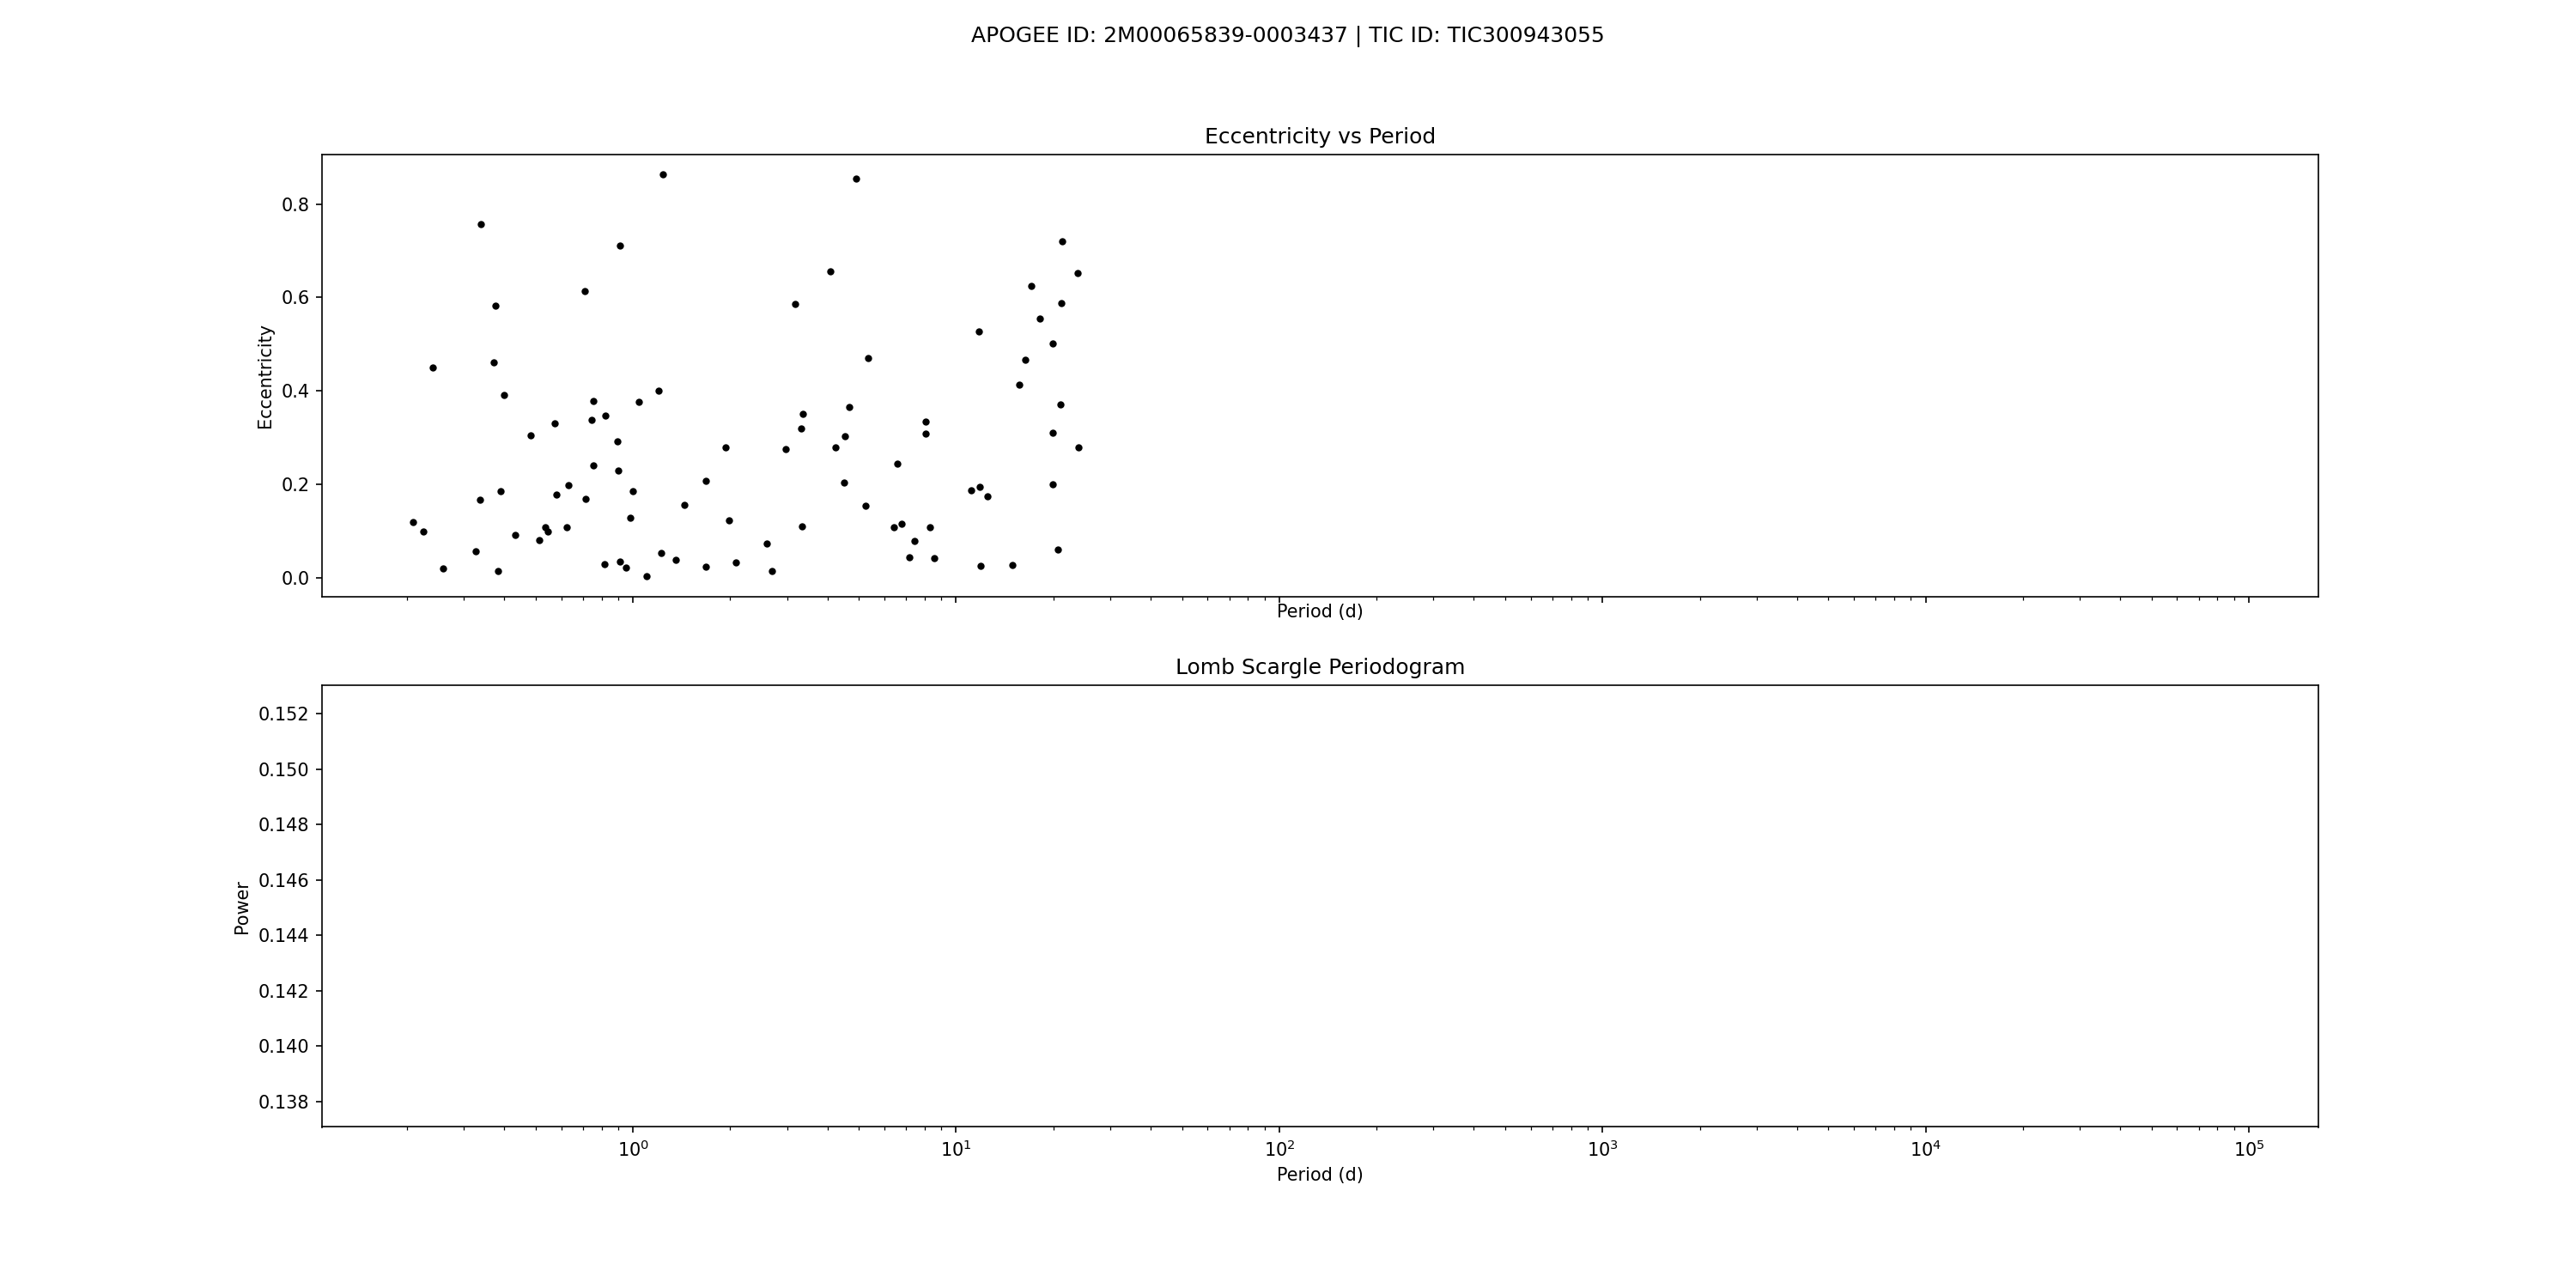 APOGEE ID: 2M00065839-0003437 | TIC ID: TIC300943055
Eccentricity vs Period
0.8
0.6
0.4
0.2
0.0
Eccentricity
Period (d)
Lomb Scargle Periodogram
0.152
0.150
0.148
0.146
0.144
0.142
0.140
0.138
Power
10⁰ 10¹ 10² 10³ 10⁴ 10⁵
Period (d)